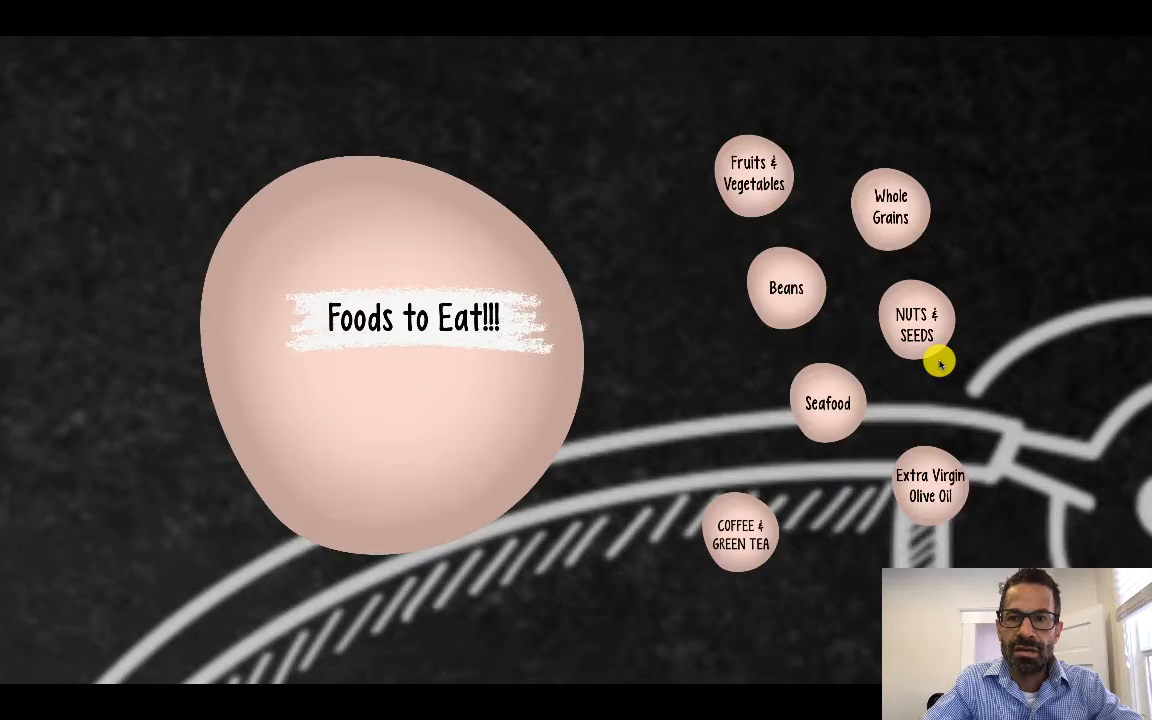 Foods to Eat!!!
Fruits &
Vegetables
Whole
Grains
Beans
NUTS &
SEEDS
Seafood
Extra Virgin
Olive Oil
COFFEE &
GREEN TEA